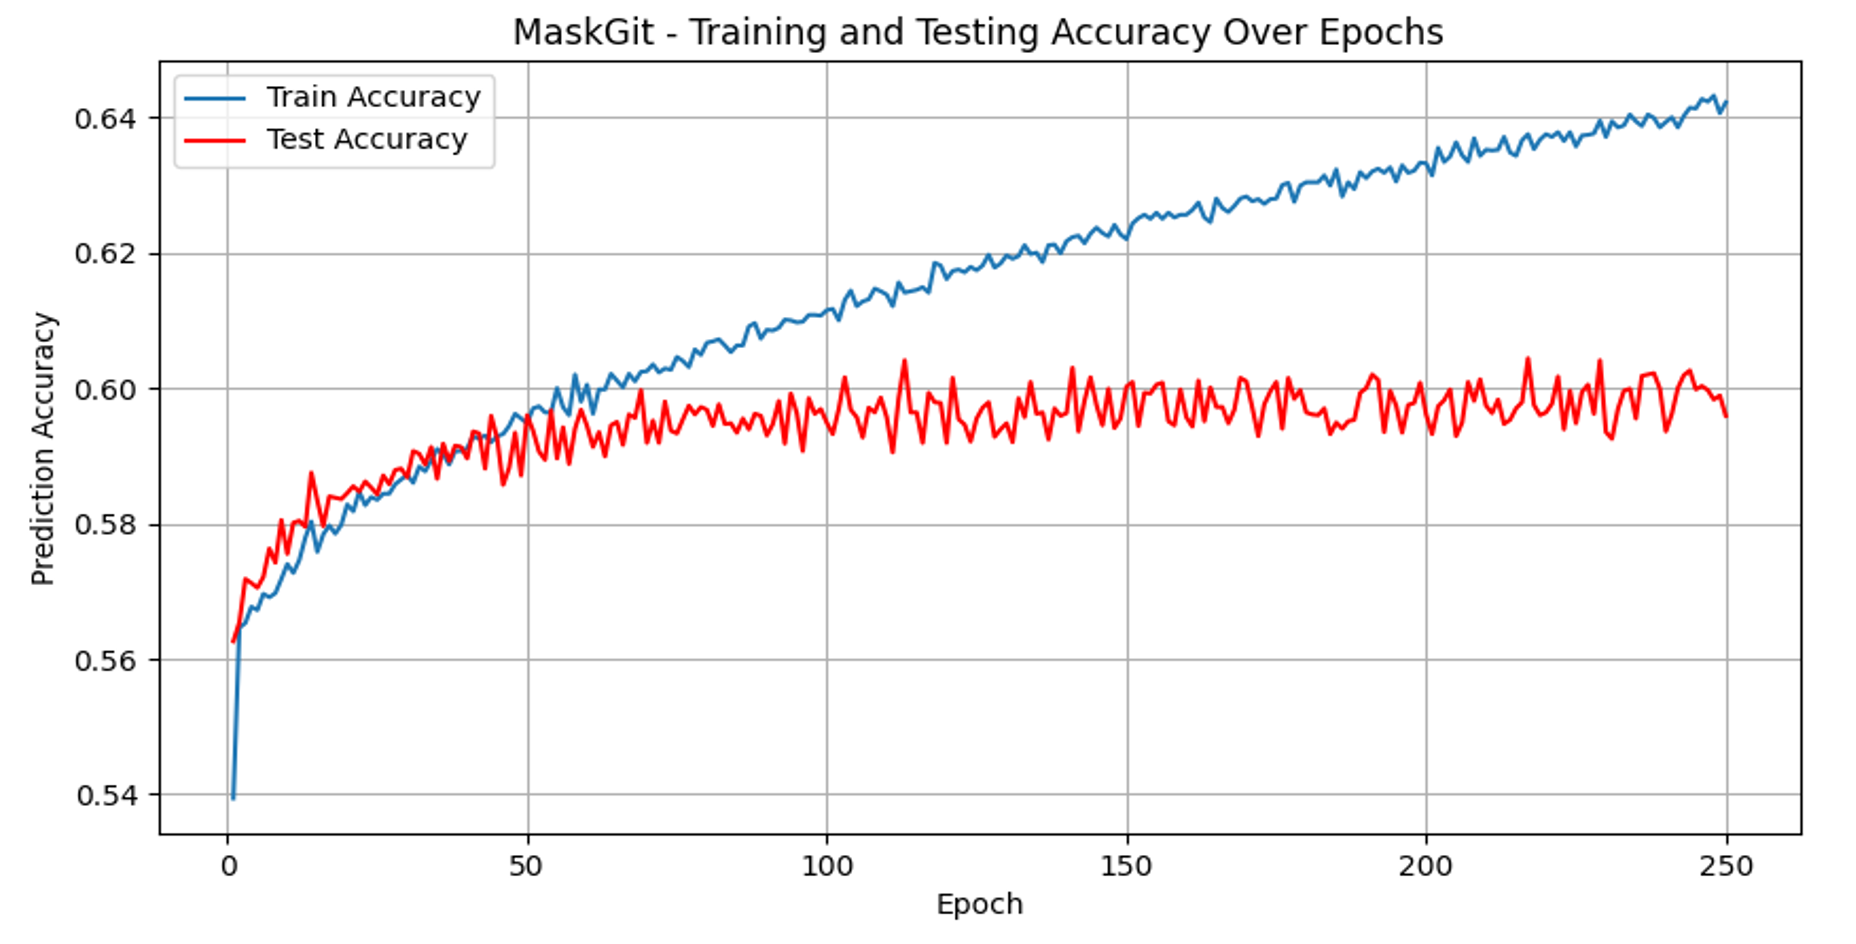 MaskGit - Training and Testing Accuracy Over Epochs
Train Accuracy
Test Accuracy
0.64
0.62
0.60
0.58
0.56
0.54
Prediction Accuracy
0 50 100 150 200 250
Epoch